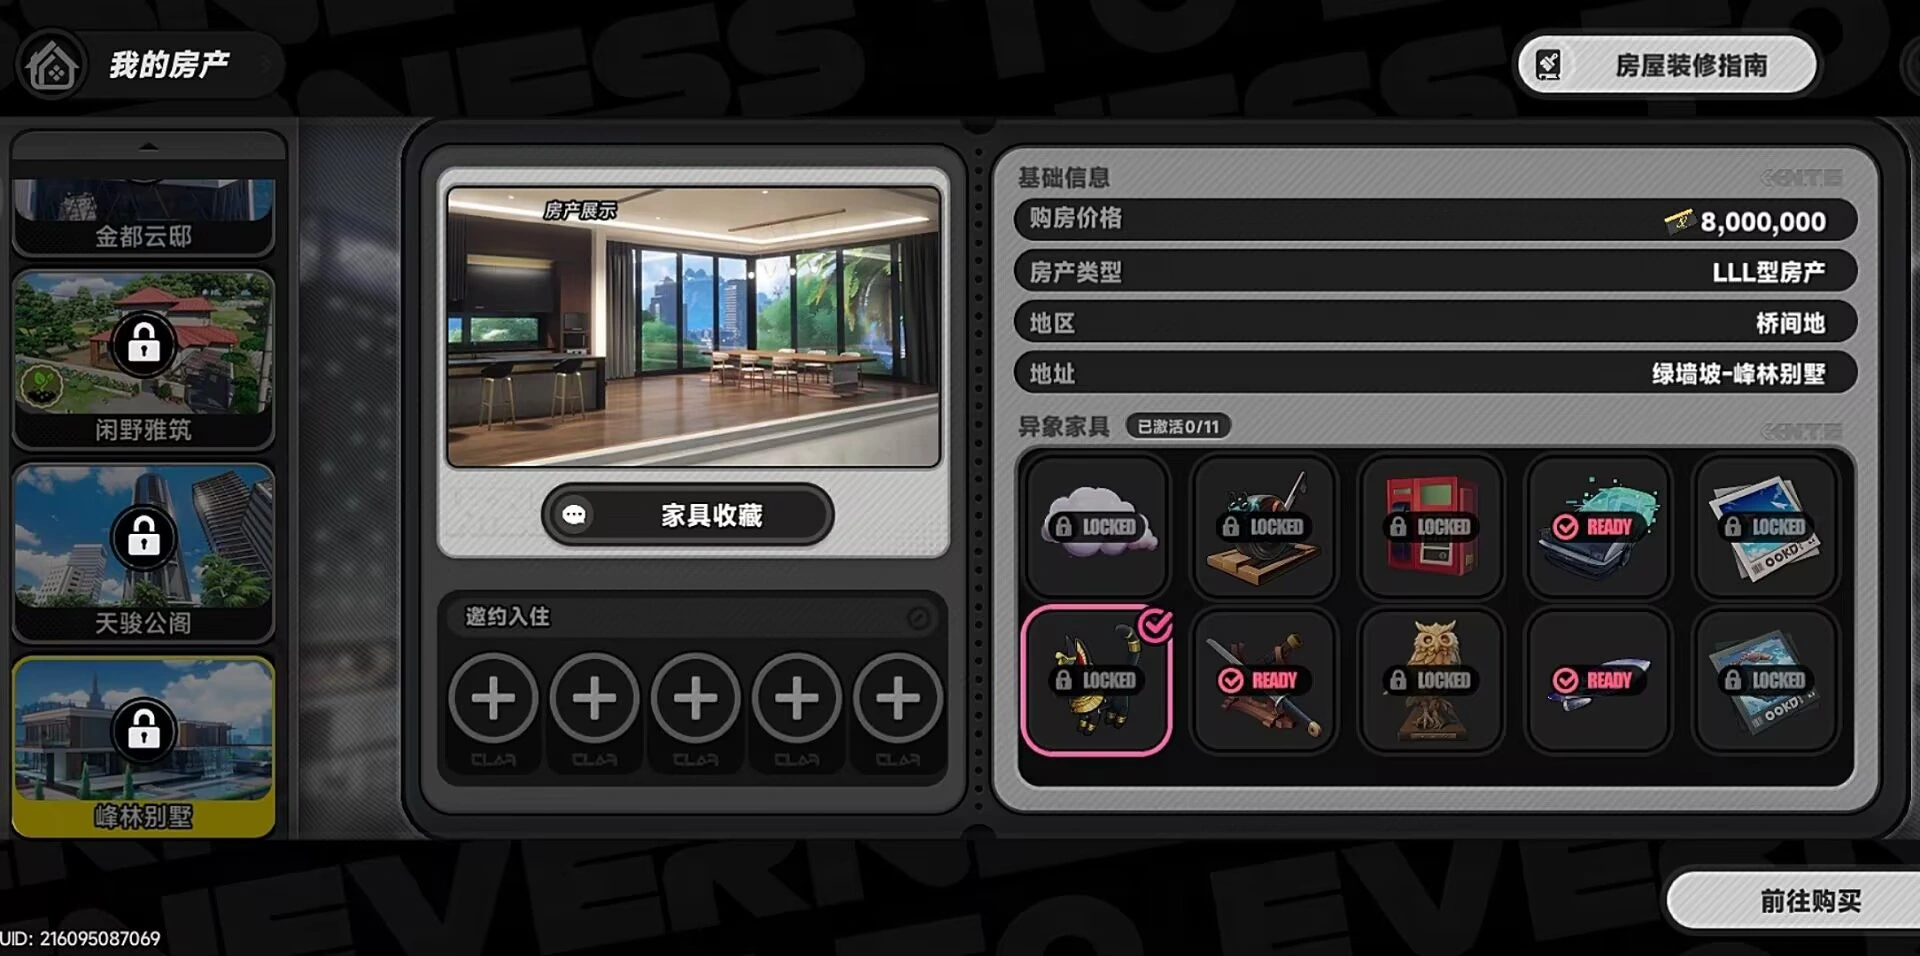 我的房产
房屋装修指南
金都云邸
闲野雅筑
天骏公阁
峰林别墅
房产展示
家具收藏
邀约入住
基础信息
购房价格 8,000,000
房产类型 LLL型房产
地区 桥间地
地址 绿墙坡-峰林别墅
异象家具 已激活0/11
LOCKED LOCKED LOCKED READY LOCKED
OOKD!
LOCKED READY LOCKED READY LOCKED
OOKD!
前往购买
UID: 216095087069